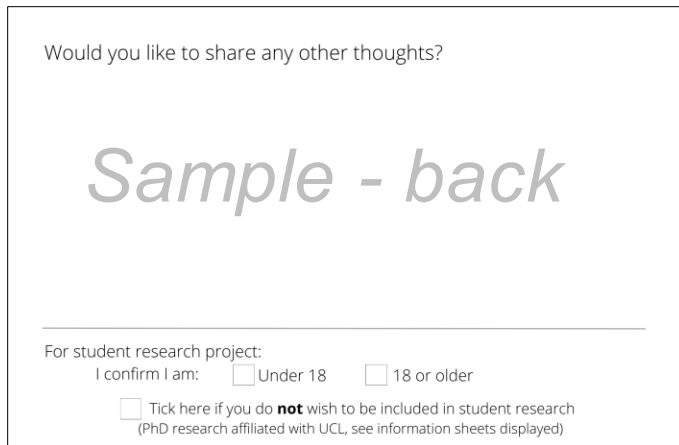 Would you like to share any other thoughts?
Sample - back
For student research project:
I confirm I am: Under 18 18 or older
Tick here if you do not wish to be included in student research
(PhD research affiliated with UCL, see information sheets displayed)